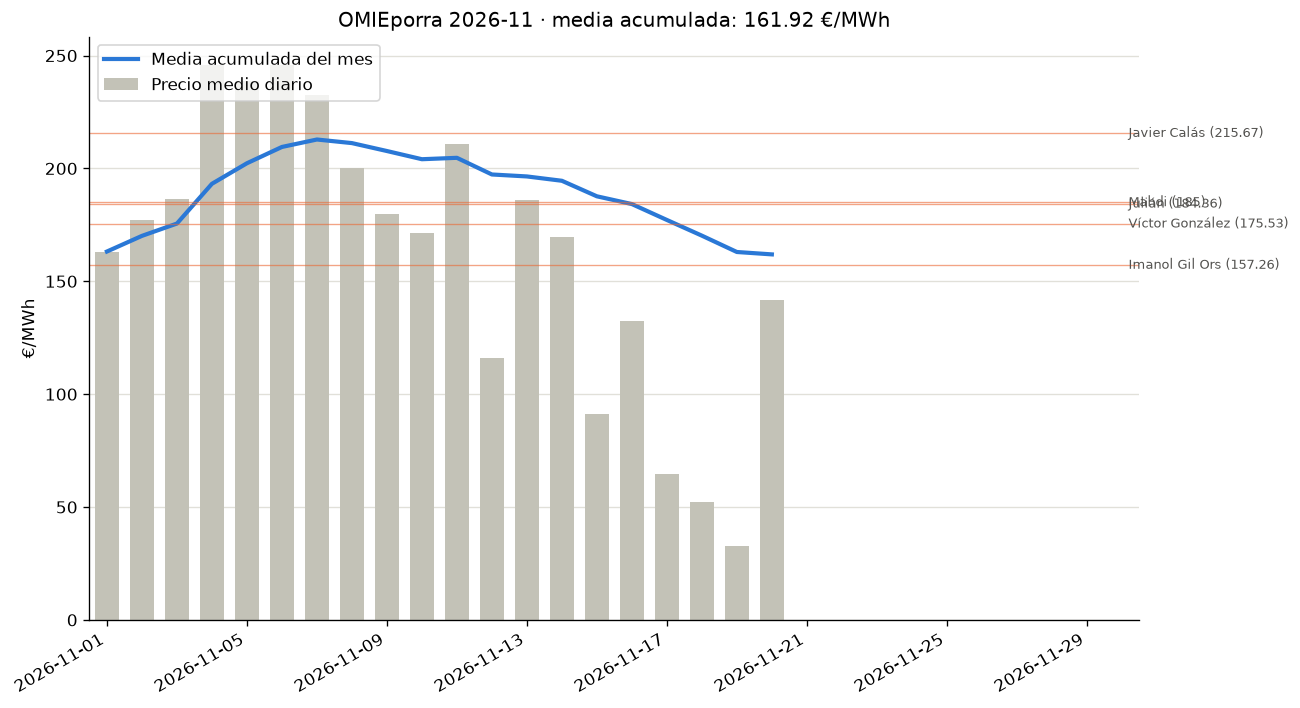 OMIEporra 2026-11 · media acumulada: 161.92 €/MWh
Media acumulada del mes
Precio medio diario
€/MWh
250
200
150
100
50
0
Javier Calás (215.67)
Víctor González (175.53)
Imanol Gil Ors (157.26)
2026-11-01
2026-11-05
2026-11-09
2026-11-13
2026-11-17
2026-11-21
2026-11-25
2026-11-29